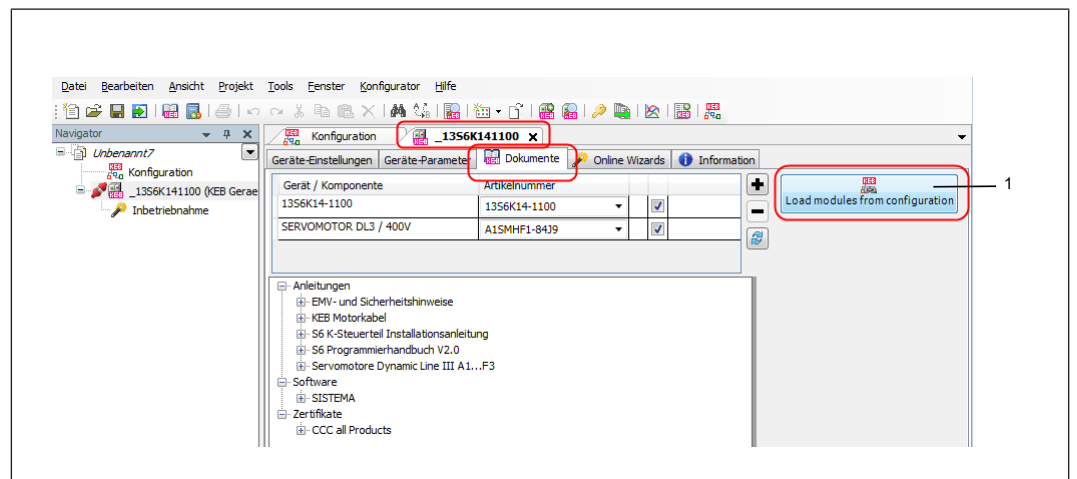 Datei Bearbeiten Ansicht Projekt Tools Fenster Konfigurator Hilfe
Navigator
Konfiguration _13S6K141100 x
Unbenannt7
Konfiguration
_13S6K141100 (KEB Gerae
Inbetriebnahme
Geräte-Einstellungen Geräte-Parameter Dokumente Online Wizards Information
Gerät / Komponente Artikelnummer
13S6K14-1100 13S6K14-1100
SERVOMOTOR DL3 / 400V A1SMHF1-84J9
KEB
Load modules from configuration
1
Anleitungen
EMV- und Sicherheitshinweise
KEB Motorkabel
S6 K-Steuerteil Installationsanleitung
S6 Programmierhandbuch V2.0
Servomotore Dynamic Line III A1...F3
Software
SISTEMA
Zertifikate
CCC all Products